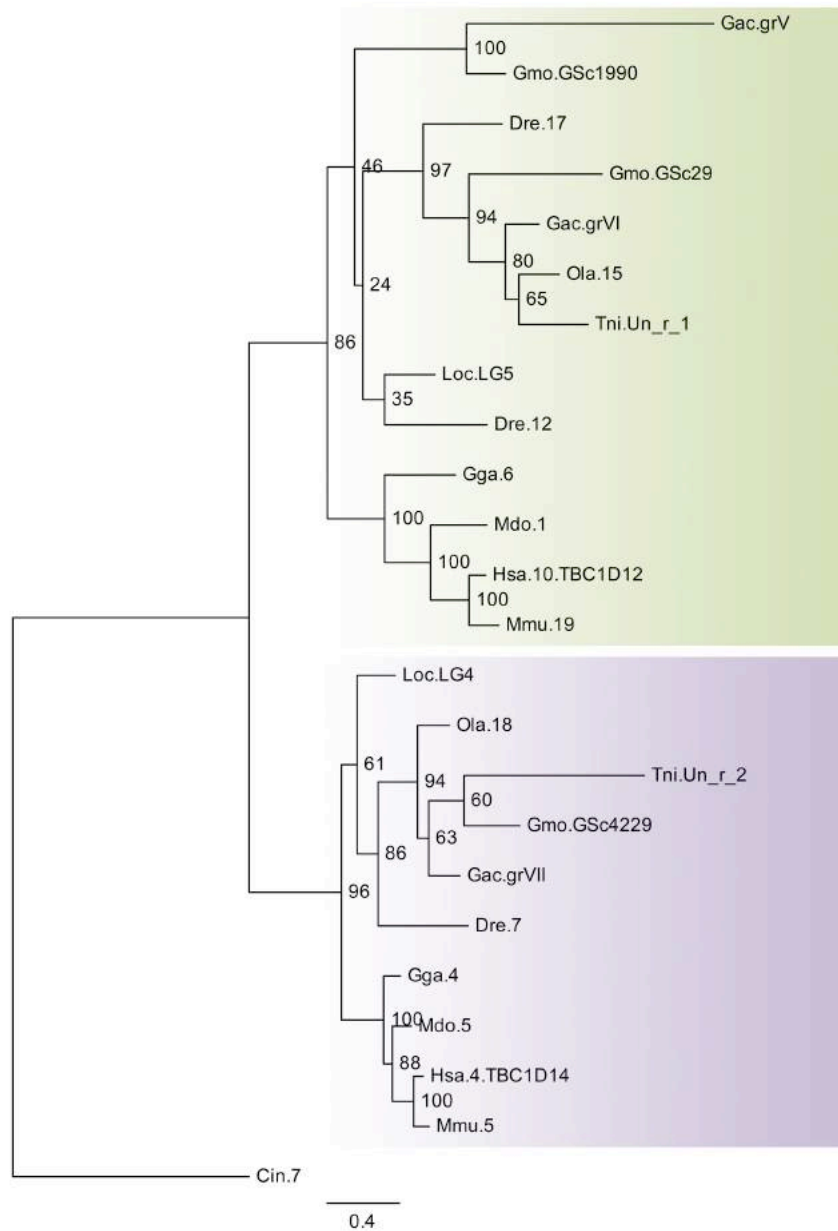 Gac.grV
100
Gmo.GSc1990
Dre.17
46
97
Gmo.GSc29
94
Gac.grVI
80
Ola.15
24
65
Tni.Un_r_1
86
Loc.LG5
35
Dre.12
Gga.6
100
Mdo.1
100
Hsa.10.TBC1D12
100
Mmu.19
Loc.LG4
Ola.18
61
94
Tni.Un_r_2
60
Gmo.GSc4229
63
86
Gac.grVII
96
Dre.7
Gga.4
100
Mdo.5
88
Hsa.4.TBC1D14
100
Mmu.5
Cin.7
0.4